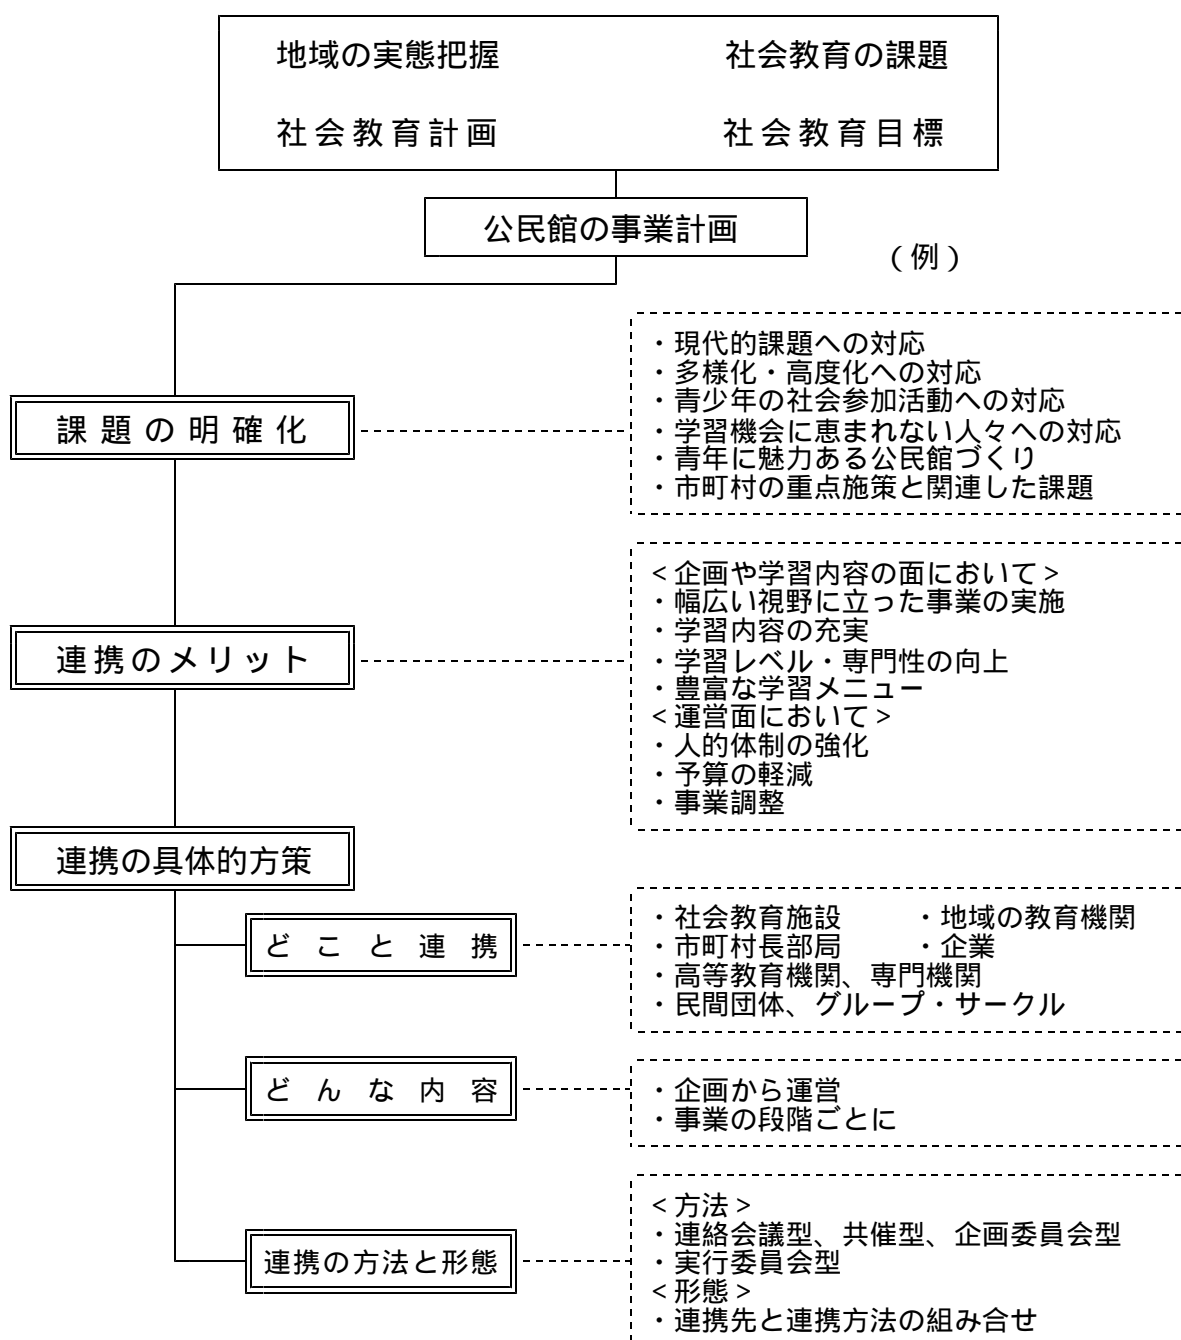 地域の実態把握 社会教育の課題
社会教育計画 社会教育目標
公民館の事業計画
（例）
課題の明確化
・現代的課題への対応
・多様化・高度化への対応
・青少年の社会参加活動への対応
・学習機会に恵まれない人々への対応
・青年に魅力ある公民館づくり
・市町村の重点施策と関連した課題
連携のメリット
<企画や学習内容の面において>
・幅広い視野に立った事業の実施
・学習内容の充実
・学習レベル・専門性の向上
・豊富な学習メニュー
<運営面において>
・人的体制の強化
・予算の軽減
・事業調整
連携の具体的方策
どこと連携
・社会教育施設 ・地域の教育機関
・市町村長部局 ・企業
・高等教育機関、専門機関
・民間団体、グループ・サークル
どんな内容
・企画から運営
・事業の段階ごとに
連携の方法と形態
<方法>
・連絡会議型、共催型、企画委員会型
・実行委員会型
<形態>
・連携先と連携方法の組み合せ